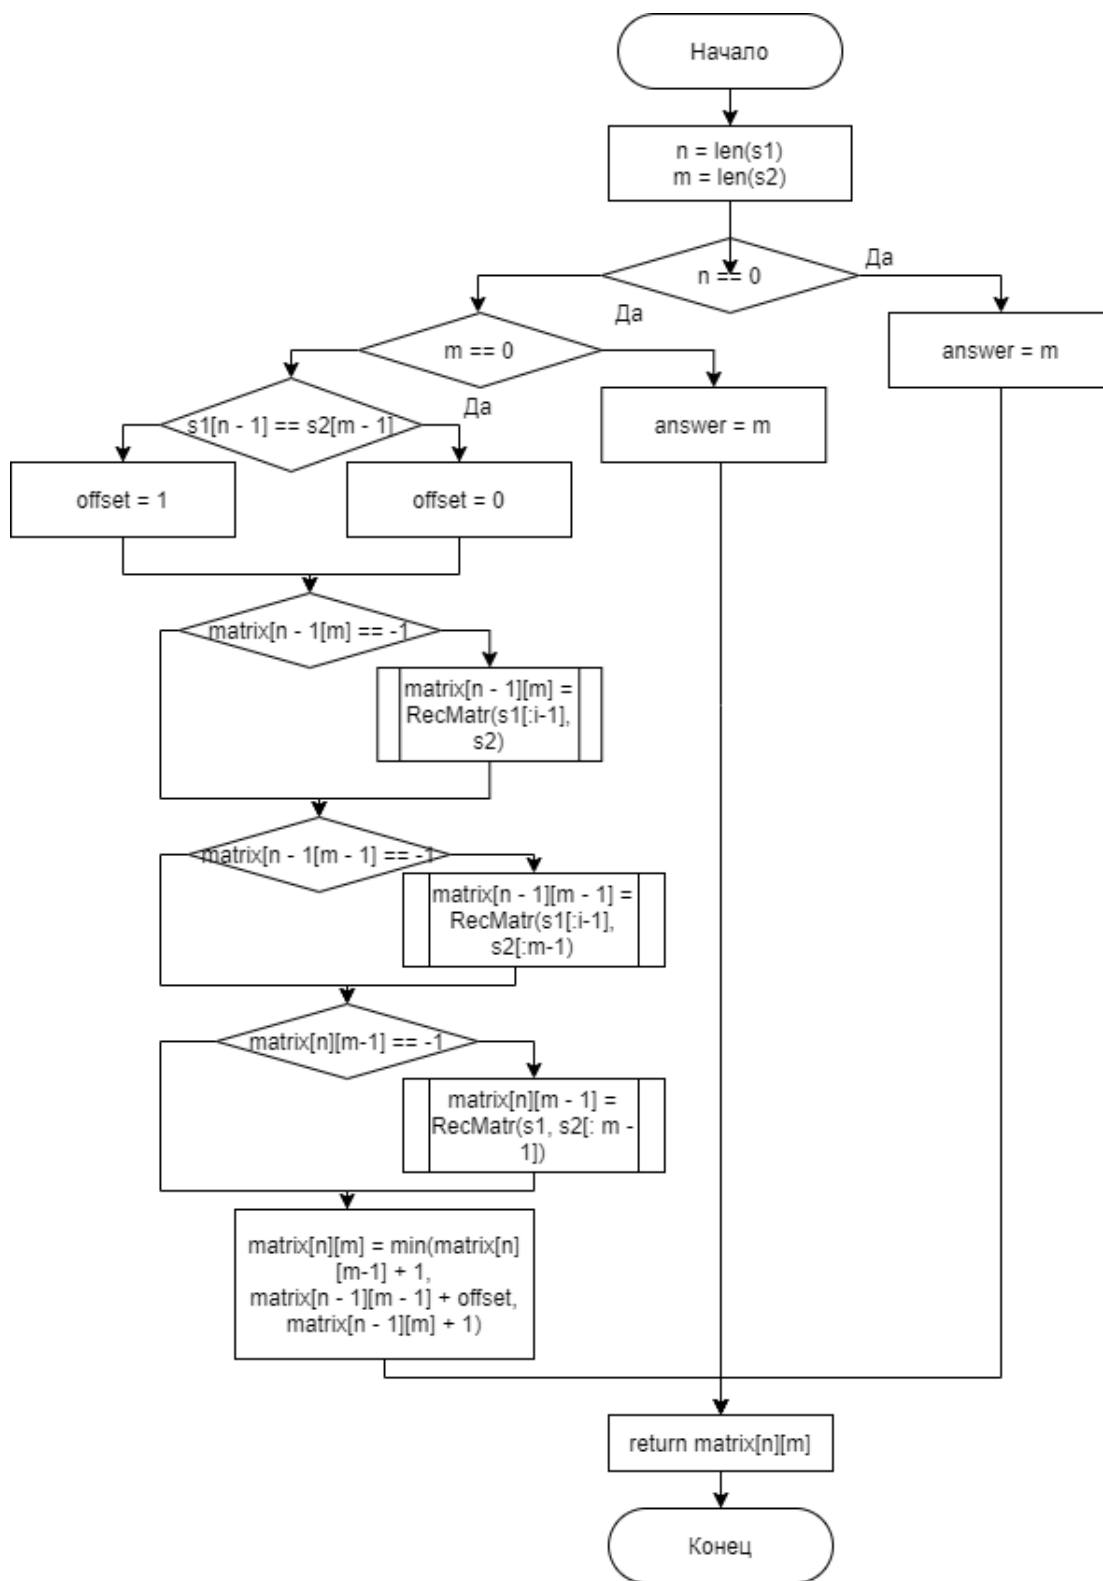 Начало
n = len(s1)
m = len(s2)
n == 0
Да
m == 0
Да
answer = m
s1[n - 1] == s2[m - 1]
Да
answer = m
offset = 1
offset = 0
matrix[n - 1[m] == -1
matrix[n - 1][m] =
RecMatr(s1[:i-1],
s2)
matrix[n - 1[m - 1] == -1
matrix[n - 1][m - 1] =
RecMatr(s1[:i-1],
s2[:m-1)
matrix[n][m-1] == -1
matrix[n][m - 1] =
RecMatr(s1, s2[: m -
1])
matrix[n][m] = min(matrix[n]
[m-1] + 1,
matrix[n - 1][m - 1] + offset,
matrix[n - 1][m] + 1)
return matrix[n][m]
Конец